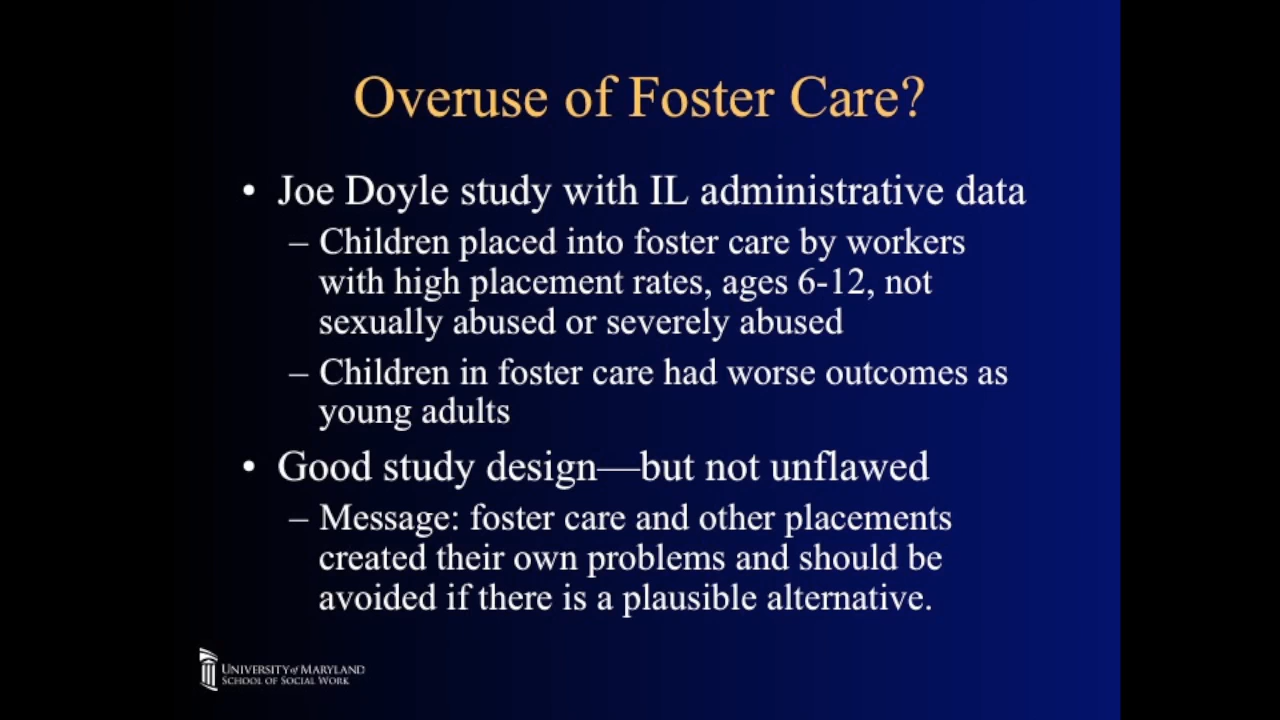 Overuse of Foster Care?
• Joe Doyle study with IL administrative data
– Children placed into foster care by workers
with high placement rates, ages 6-12, not
sexually abused or severely abused
– Children in foster care had worse outcomes as
young adults
• Good study design—but not unflawed
– Message: foster care and other placements
created their own problems and should be
avoided if there is a plausible alternative.
UNIVERSITY of MARYLAND
SCHOOL OF SOCIAL WORK